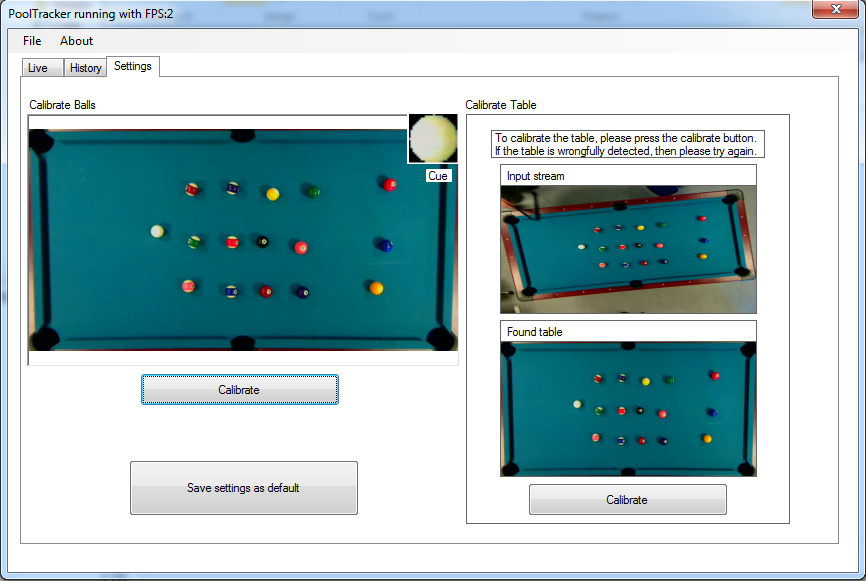 PoolTracker running with FPS:2
File About
Live History Settings
Calibrate Balls
Cue
Calibrate
Save settings as default
Calibrate Table
To calibrate the table, please press the calibrate button.
If the table is wrongfully detected, then please try again.
Input stream
Found table
Calibrate